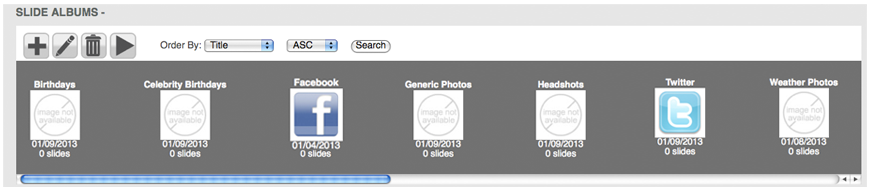 SLIDE ALBUMS -
Order By: Title ASC Search
Birthdays
image not
available
01/09/2013
0 slides
Celebrity Birthdays
image not
available
01/09/2013
0 slides
Facebook
f
01/04/2013
0 slides
Generic Photos
image not
available
01/09/2013
0 slides
Headshots
image not
available
01/09/2013
0 slides
Twitter
t
01/09/2013
0 slides
Weather Photos
image not
available
01/08/2013
0 slides